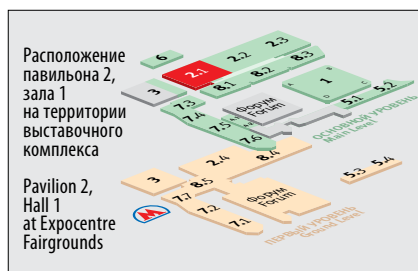 Расположение
павильона 2,
зала 1
на территории
выставочного
комплекса
Pavilion 2,
Hall 1
at Expocentre
Fairgrounds
6
2.1
2.2
2.3
3
8.1
8.2
8.3
7.3
7.4
7.5
7.6
Форум
Forum
1
A
B
D
5.1
5.2
ОСНОВНОЙ УРОВЕНЬ
Main Level
2.4
8.4
3
8.5
7.7
7.2
7.1
Форум
Forum
5.3
5.4
ПЕРВЫЙ УРОВЕНЬ
Ground Level
М